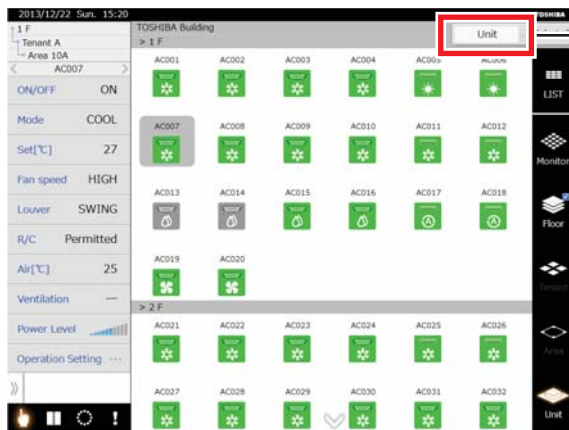 2013/12/22 Sun. 15:20
TOSHIBA
1 F
Tenant A
Area 10A
< AC007 >
ON/OFF ON
Mode COOL
Set[℃] 27
Fan speed HIGH
Louver SWING
R/C Permitted
Air[℃] 25
Ventilation —
Power Level
Operation Setting ...
TOSHIBA Building
> 1 F
Unit
AC001 AC002 AC003 AC004 AC005 AC006
AC007 AC008 AC009 AC010 AC011 AC012
AC013 AC014 AC015 AC016 AC017 AC018
AC019 AC020
> 2 F
AC021 AC022 AC023 AC024 AC025 AC026
AC027 AC028 AC029 AC030 AC031 AC032
LIST
Monitor
Floor
Tenant
Area
Unit